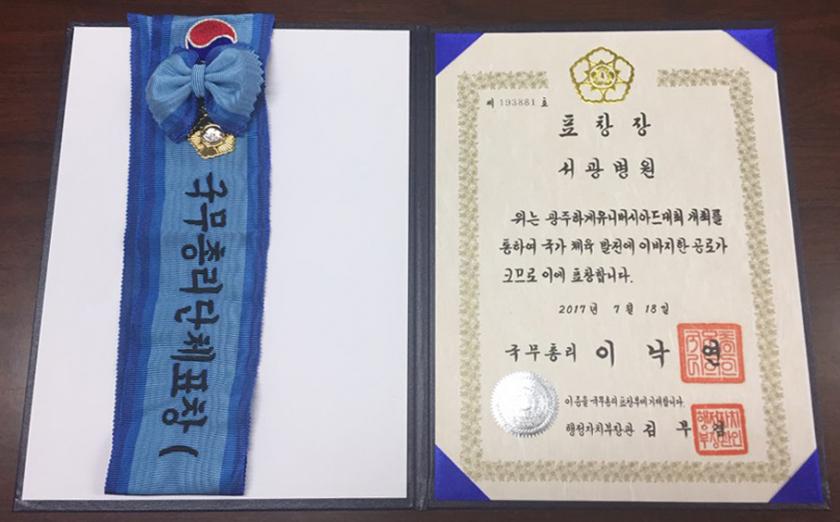 국무총리단체표창(
제 193881 호
표창장
서광병원
위는 광주하계유니버시아드대회 개최를
통하여 국가 체육 발전에 이바지한 공로가
크므로 이에 표창합니다.
2017년 7월 18일
국무총리 이낙연
이 증을 국무총리 표창부에 기재합니다.
행정자치부장관 김부겸